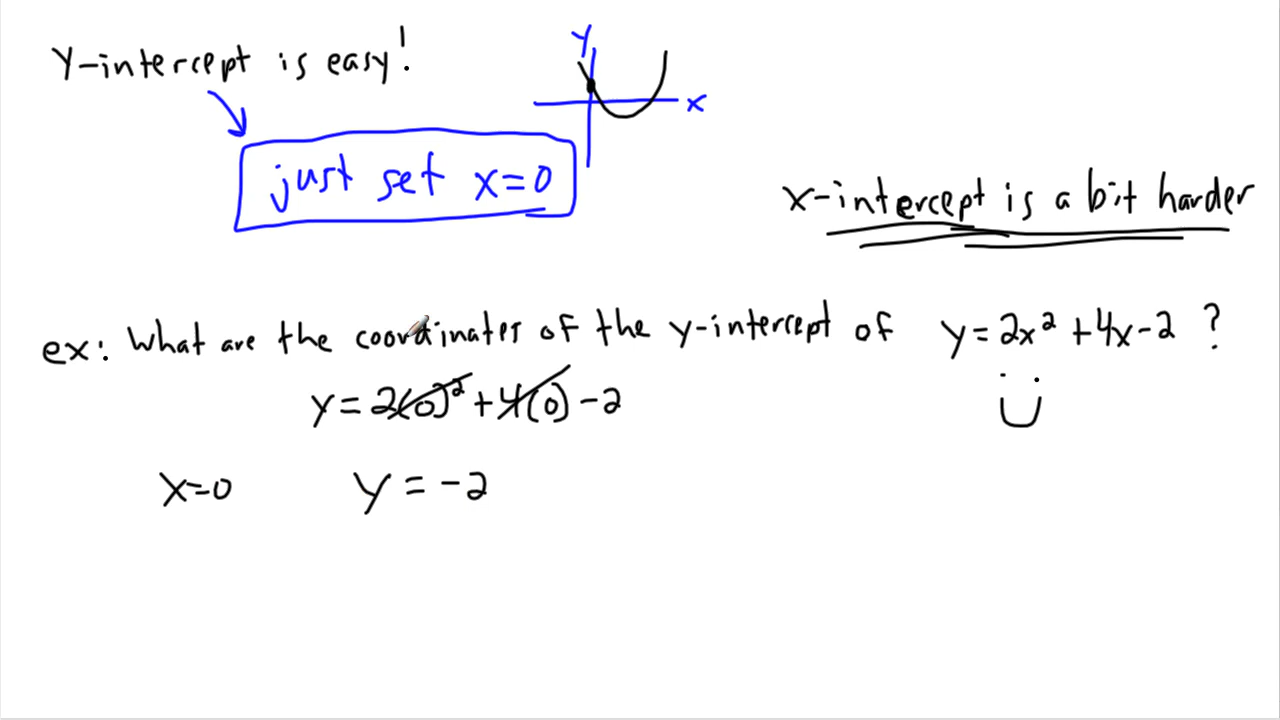 Y-intercept is easy!
y
x
just set x=0
x-intercept is a bit harder
ex: What are the coordinates of the y-intercept of y=2x²+4x-2 ?
y=2(0)²+4(0)-2
x=0 y=-2